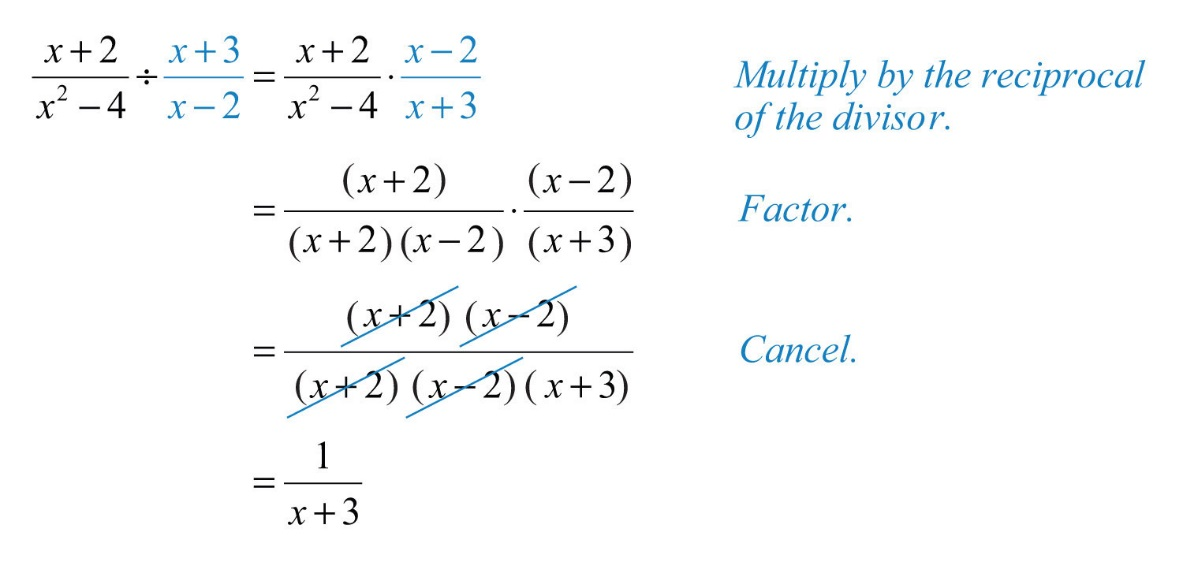 (x+2)/(x² − 4) ÷ (x+3)/(x−2) = (x+2)/(x² − 4) · (x−2)/(x+3) Multiply by the reciprocal
of the divisor.
= (x+2)/((x+2)(x−2)) · (x−2)/(x+3) Factor.
= ((x+2)(x−2))/((x+2)(x−2)(x+3)) Cancel.
= 1/(x+3)